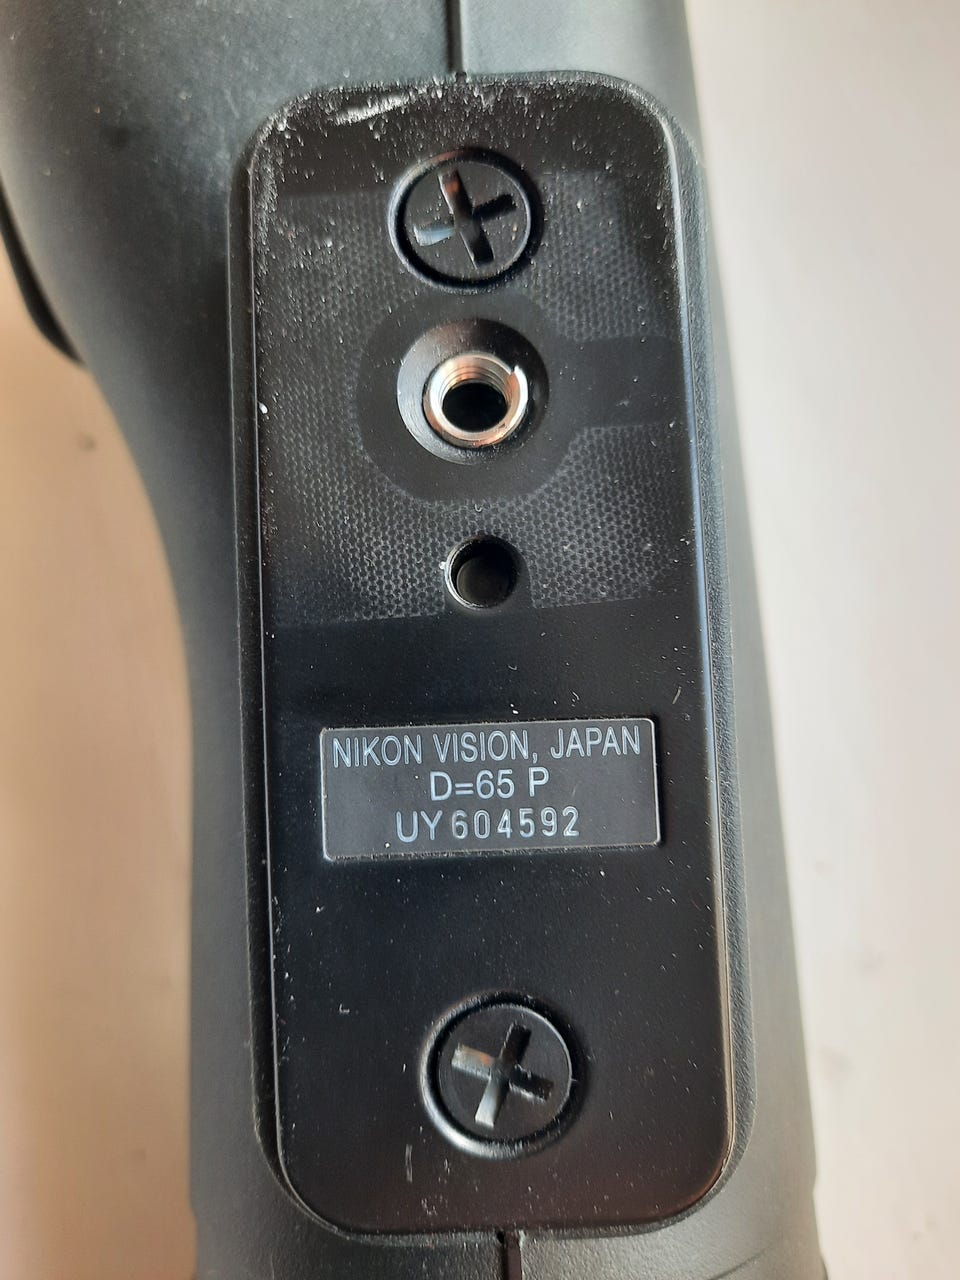 NIKON VISION, JAPAN
D=65 P
UY604592